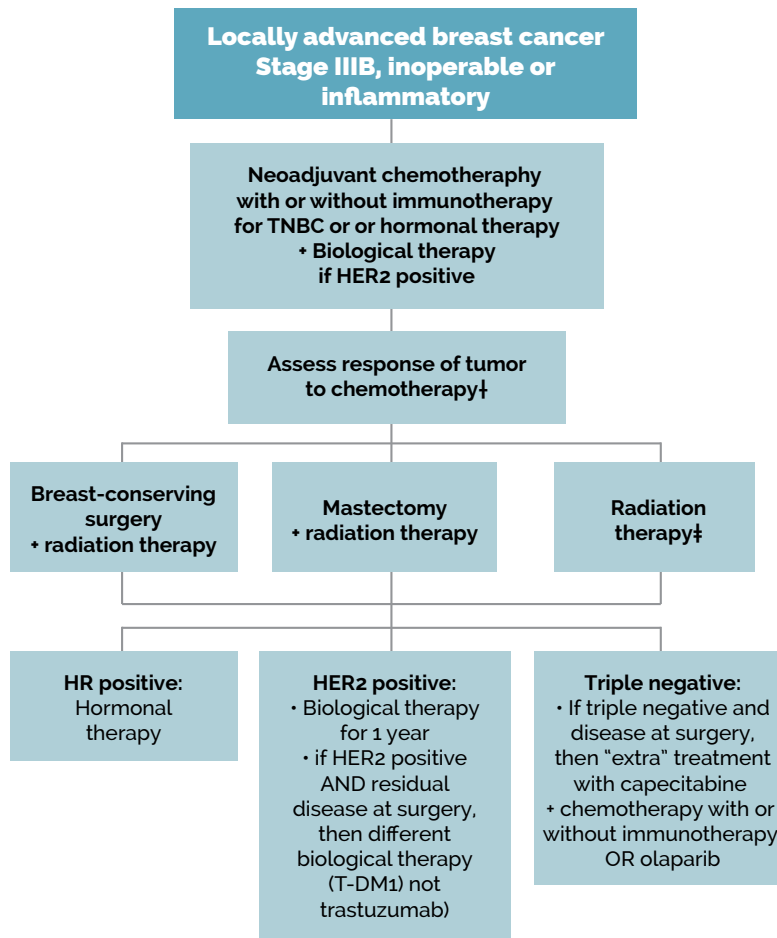 Locally advanced breast cancer
Stage IIIB, inoperable or
inflammatory
Neoadjuvant chemotheraphy
with or without immunotherapy
for TNBC or or hormonal therapy
+ Biological therapy
if HER2 positive
Assess response of tumor
to chemotherapy‡
Breast-conserving
surgery
+ radiation therapy
Mastectomy
+ radiation therapy
Radiation
therapy‡
HR positive:
Hormonal
therapy
HER2 positive:
• Biological therapy
for 1 year
• if HER2 positive
AND residual
disease at surgery,
then different
biological therapy
(T-DM1) not
trastuzumab)
Triple negative:
• If triple negative and
disease at surgery,
then “extra” treatment
with capecitabine
+ chemotherapy with or
without immunotherapy
OR olaparib